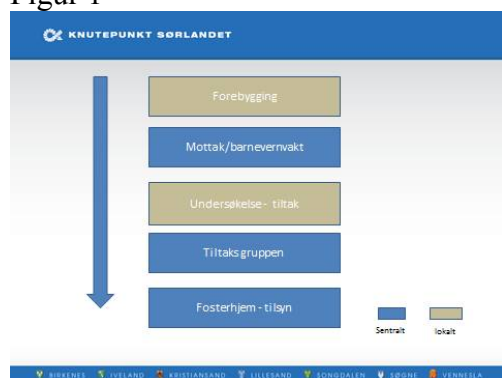 Figur 1
KNUTEPUNKT SØRLANDET
Forebygging
Mottak/barnevernvakt
Undersøkelse - tiltak
Tiltaksgruppen
Fosterhjem - tilsyn
Sentralt lokalt
BIRKENES IVELAND KRISTIANSAND LILLESAND SONGDALEN SØGNE VENNESLA